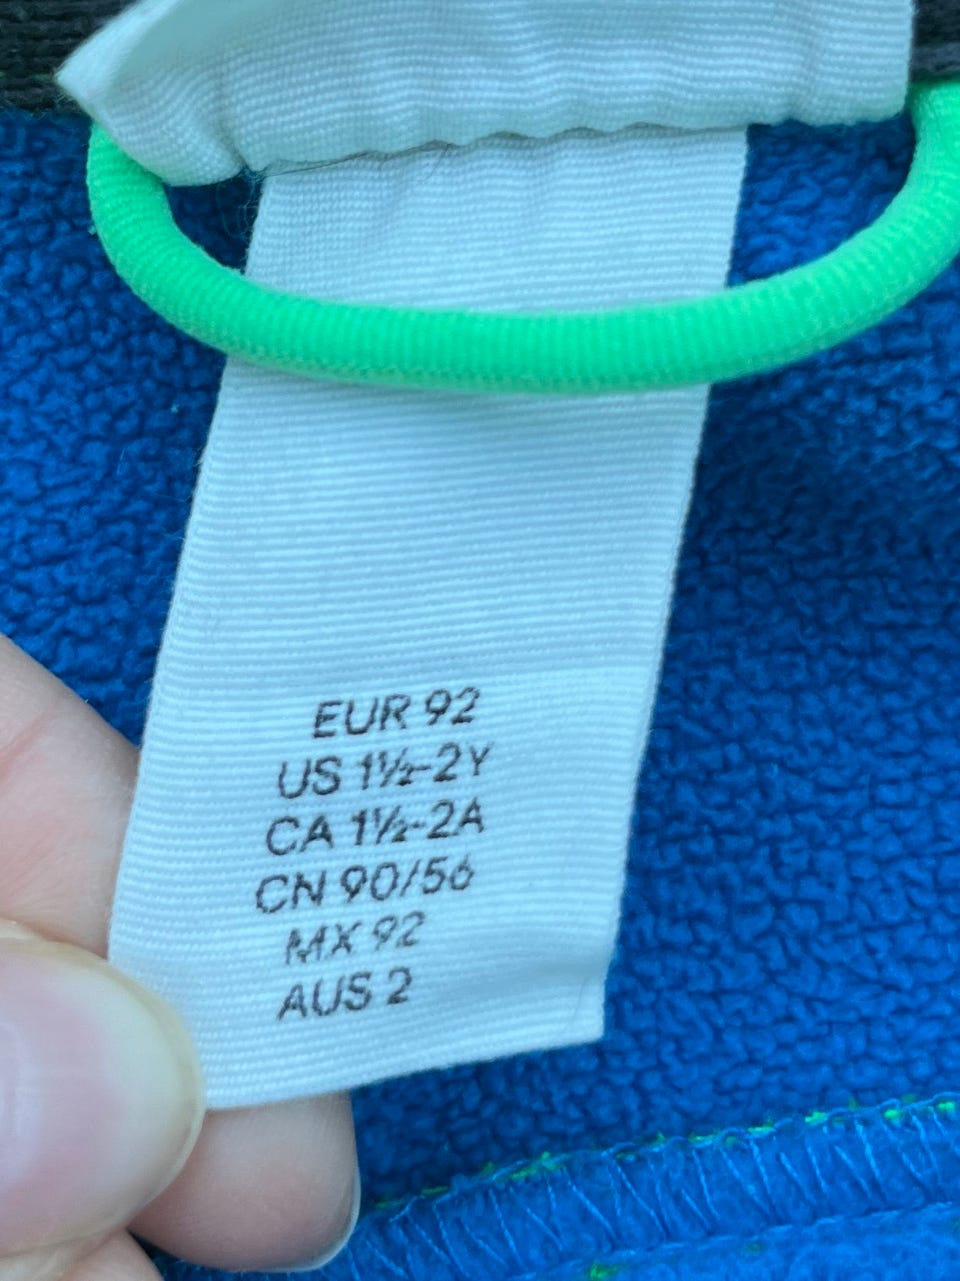 EUR 92
US 1½-2Y
CA 1½-2A
CN 90/56
MX 92
AUS 2